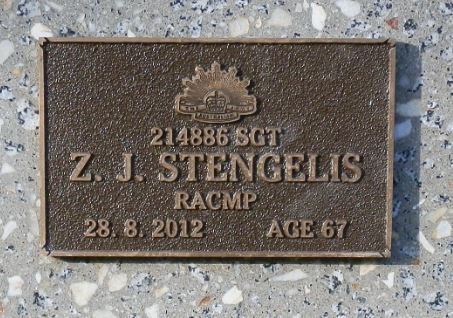 214886 SGT
Z. J. STENGELIS
RACMP
28. 8. 2012 AGE 67